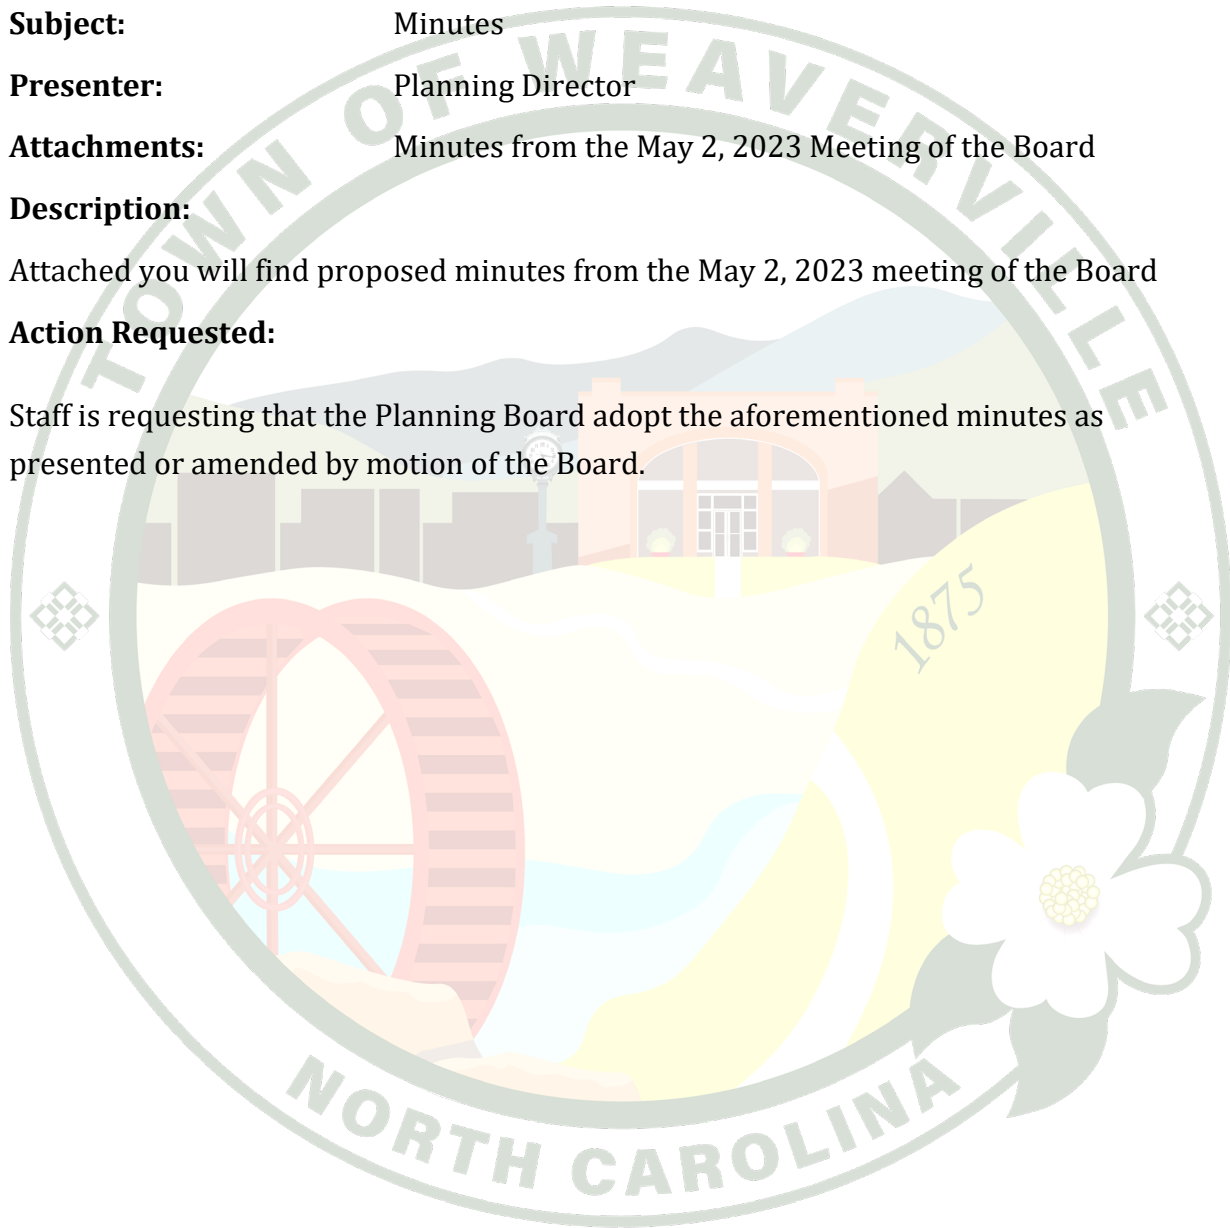 Subject: Minutes
Presenter: Planning Director
Attachments: Minutes from the May 2, 2023 Meeting of the Board
Description:
Attached you will find proposed minutes from the May 2, 2023 meeting of the Board
Action Requested:
Staff is requesting that the Planning Board adopt the aforementioned minutes as
presented or amended by motion of the Board.
TOWN OF WEAVERVILLE
1875
NORTH CAROLINA